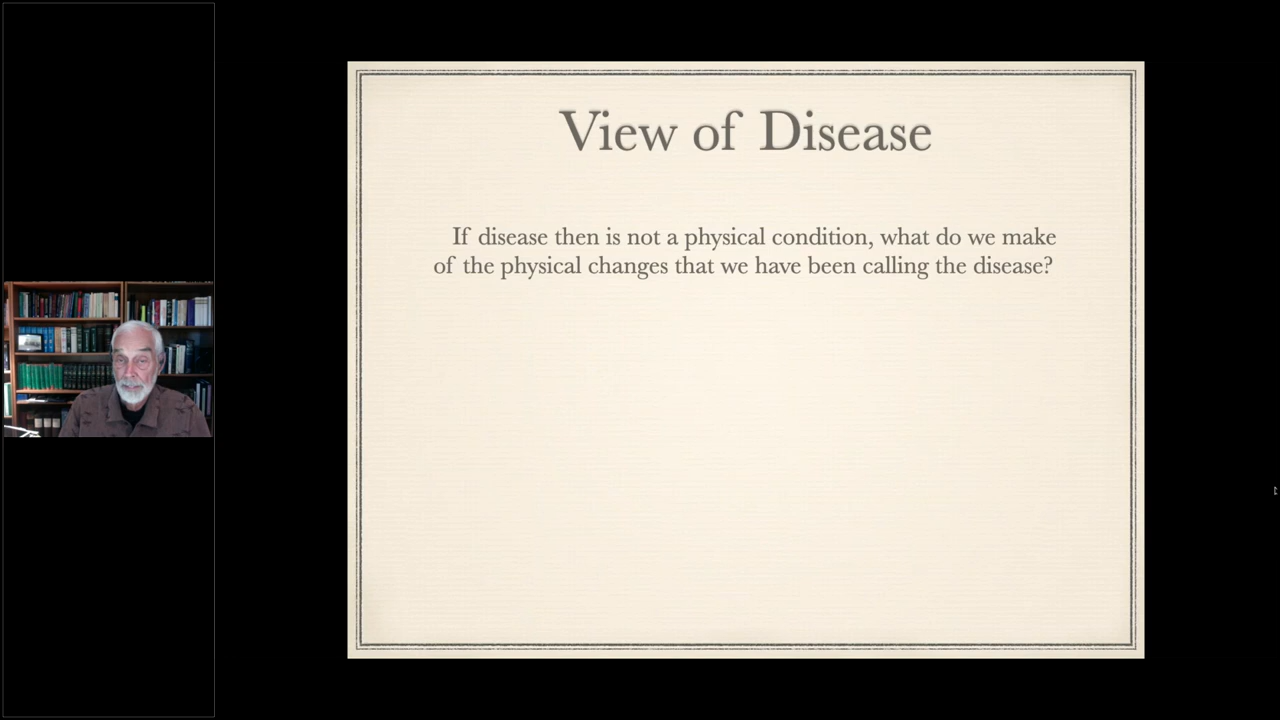 View of Disease
If disease then is not a physical condition, what do we make
of the physical changes that we have been calling the disease?